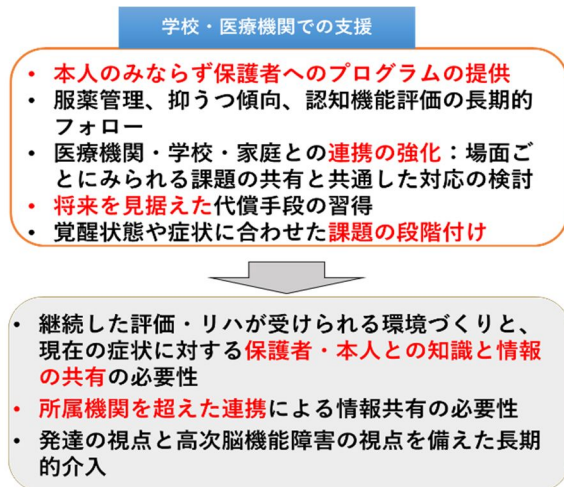 学校・医療機関での支援
• 本人のみならず保護者へのプログラムの提供
• 服薬管理、抑うつ傾向、認知機能評価の長期的
フォロー
• 医療機関・学校・家庭との連携の強化：場面ご
とにみられる課題の共有と共通した対応の検討
• 将来を見据えた代償手段の習得
• 覚醒状態や症状に合わせた課題の段階付け
• 継続した評価・リハが受けられる環境づくりと、
現在の症状に対する保護者・本人との知識と情報
の共有の必要性
• 所属機関を超えた連携による情報共有の必要性
• 発達の視点と高次脳機能障害の視点を備えた長期
的介入